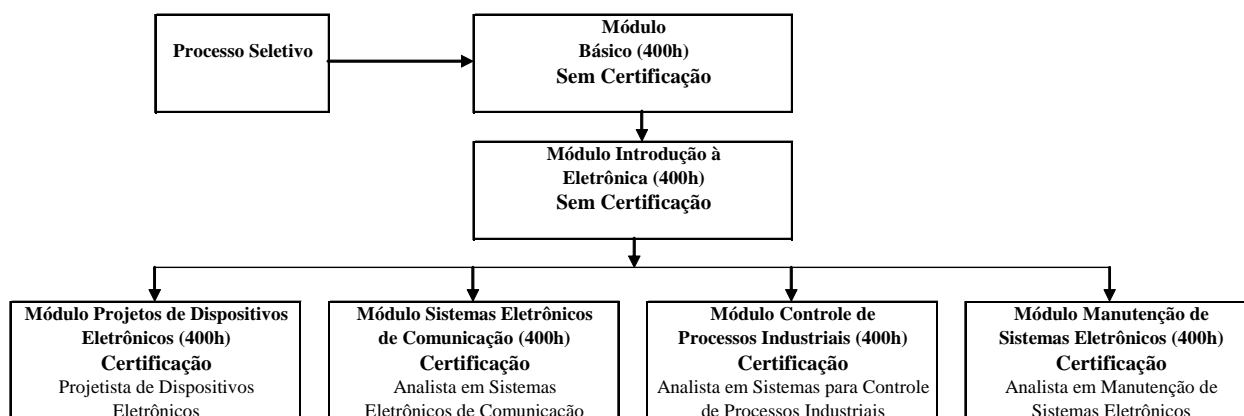 Processo Seletivo
Módulo
Básico (400h)
Sem Certificação
Módulo Introdução à
Eletrônica (400h)
Sem Certificação
Módulo Projetos de Dispositivos
Eletrônicos (400h)
Certificação
Projetista de Dispositivos
Eletrônicos
Módulo Sistemas Eletrônicos
de Comunicação (400h)
Certificação
Analista em Sistemas
Eletrônicos de Comunicação
Módulo Controle de
Processos Industriais (400h)
Certificação
Analista em Sistemas para Controle
de Processos Industriais
Módulo Manutenção de
Sistemas Eletrônicos (400h)
Certificação
Analista em Manutenção de
Sistemas Eletrônicos